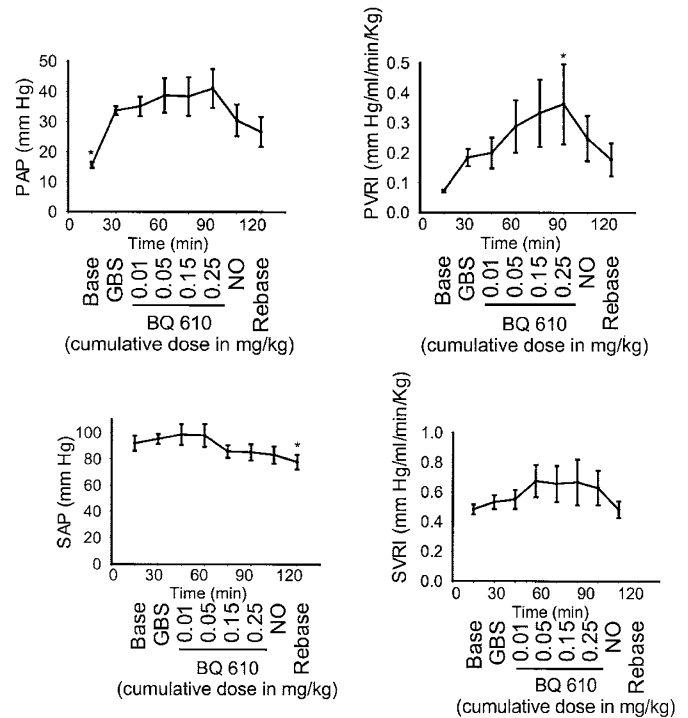 PAP (mm Hg)
50
40
30
20
10
0
0 30 60 90 120
Time (min)
Base GBS 0.01 0.05 0.15 0.25 NO Rebase
BQ 610
(cumulative dose in mg/kg)
*
PVRI (mm Hg/ml/min/Kg)
0.5
0.4
0.3
0.2
0.1
0.0
0 30 60 90 120
Time (min)
Base GBS 0.01 0.05 0.15 0.25 NO Rebase
BQ 610
(cumulative dose in mg/kg)
*
SAP (mm Hg)
100
80
60
40
20
0
0 30 60 90 120
Time (min)
Base GBS 0.01 0.05 0.15 0.25 NO Rebase
BQ 610
(cumulative dose in mg/kg)
*
SVRI (mm Hg/ml/min/Kg)
1.0
0.8
0.6
0.4
0.2
0.0
0 30 60 90 120
Time (min)
Base GBS 0.01 0.05 0.15 0.25 NO Rebase
BQ 610
(cumulative dose in mg/kg)